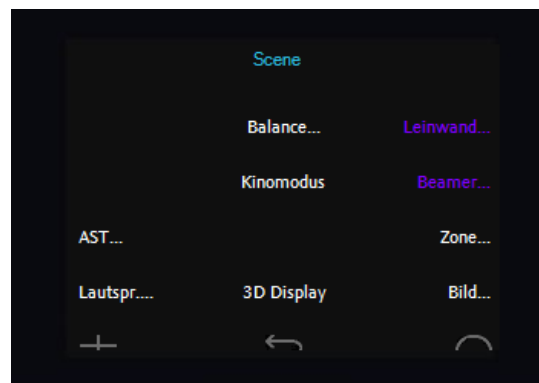 Scene
Balance... Leinwand...
Kinomodus Beamer...
AST... Zone...
Lautspr.... 3D Display Bild...